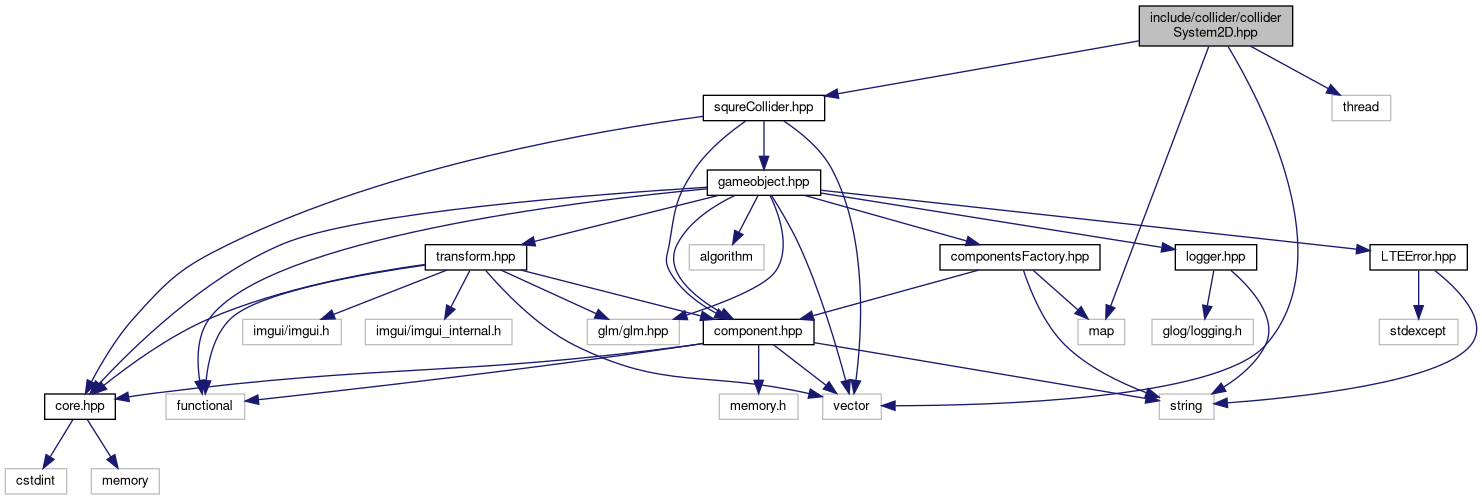 include/collider/collider
System2D.hpp
squreCollider.hpp
thread
gameobject.hpp
transform.hpp
algorithm
componentsFactory.hpp
logger.hpp
LTEError.hpp
imgui/imgui.h
imgui/imgui_internal.h
glm/glm.hpp
component.hpp
map
glog/logging.h
stdexcept
core.hpp
functional
memory.h
vector
string
cstdint
memory